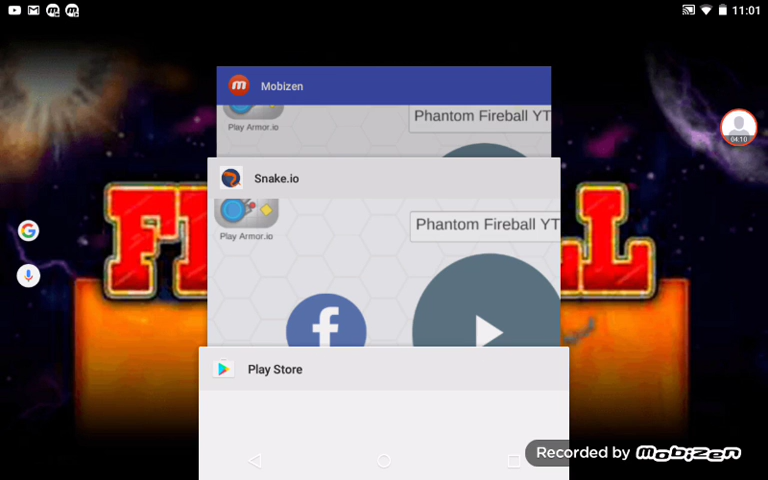 11:01
m Mobizen
Play Armor.io
Phantom Fireball YT
04:10
Snake.io
Play Armor.io
Phantom Fireball YT
G
f
Play Store
Recorded by mobizen